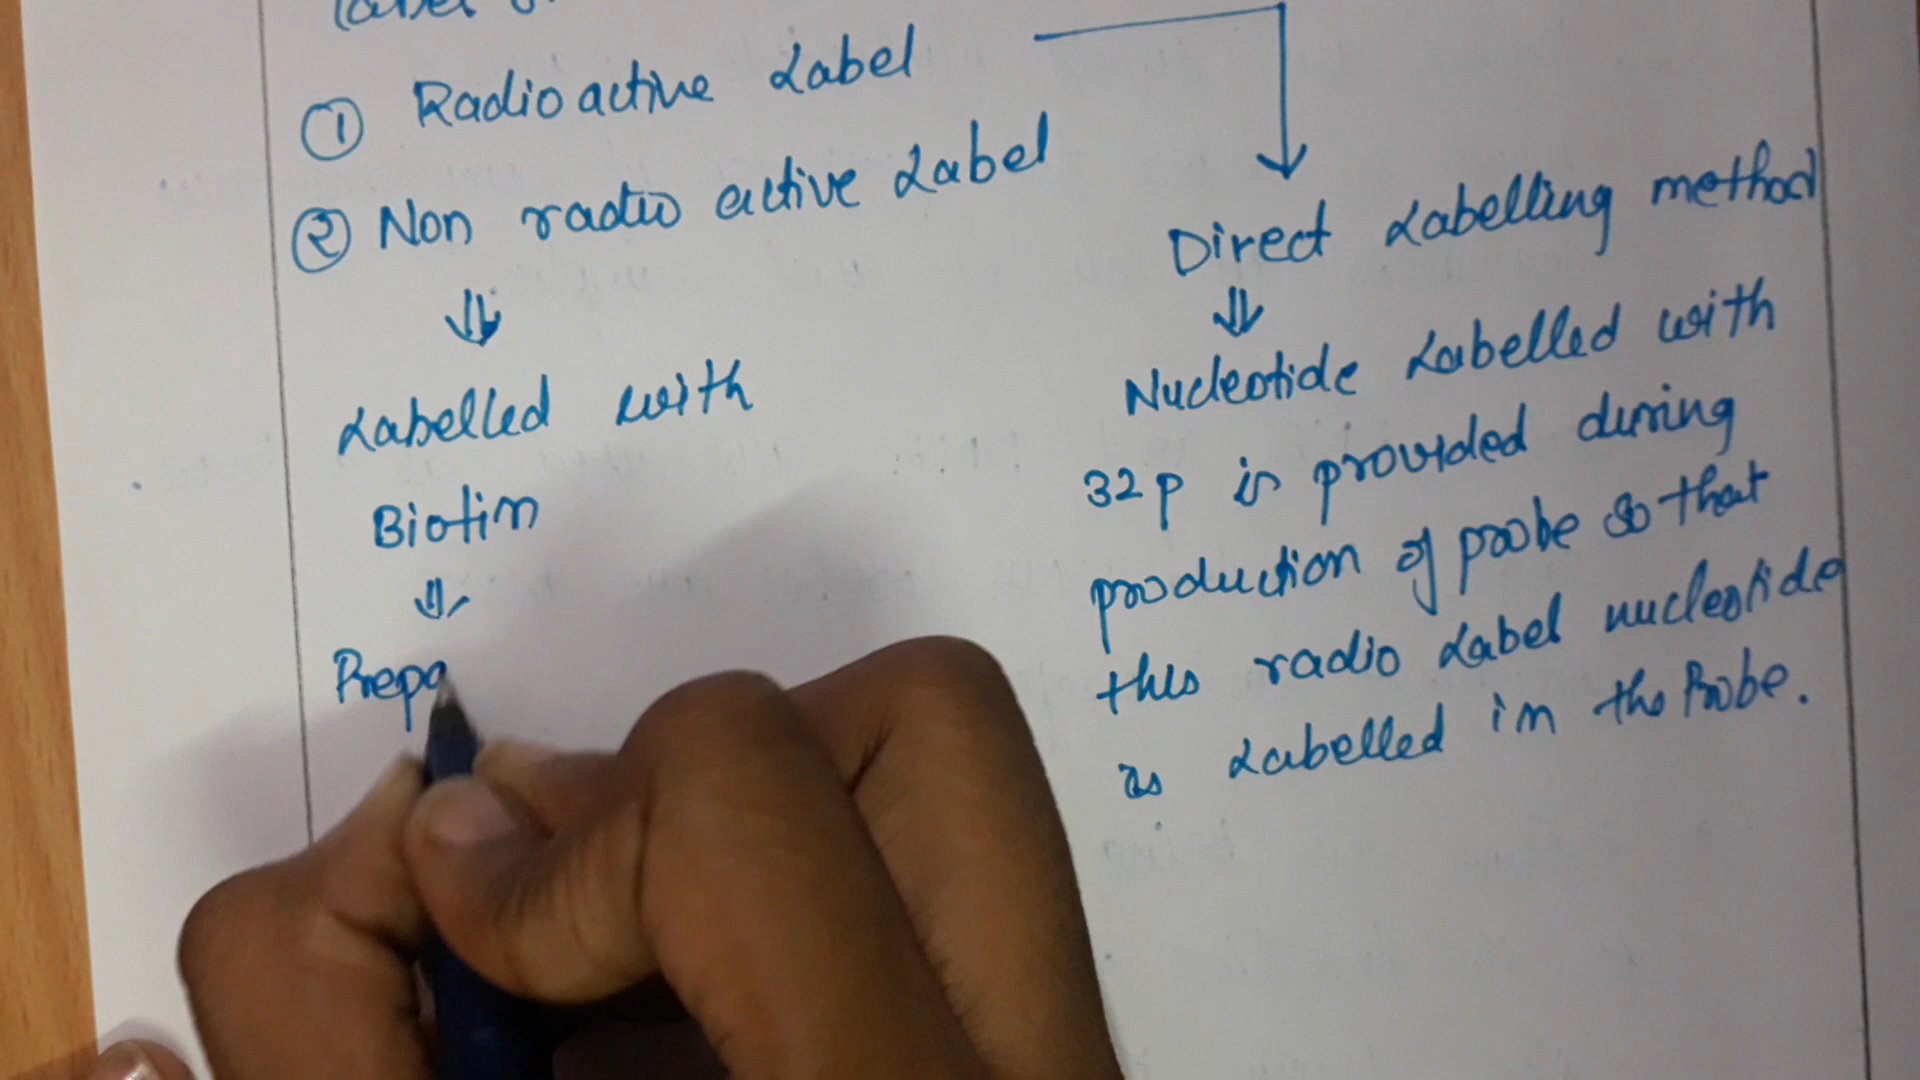 ① Radioactive Label
② Non radio active Label
⇓
Labelled with
Biotin
⇓
Prepa
Direct Labelling method
⇓
Nucleotide Labelled with
32p is provided during
production of probe so that
this radio Label nucleotide
is Labelled in the Probe.